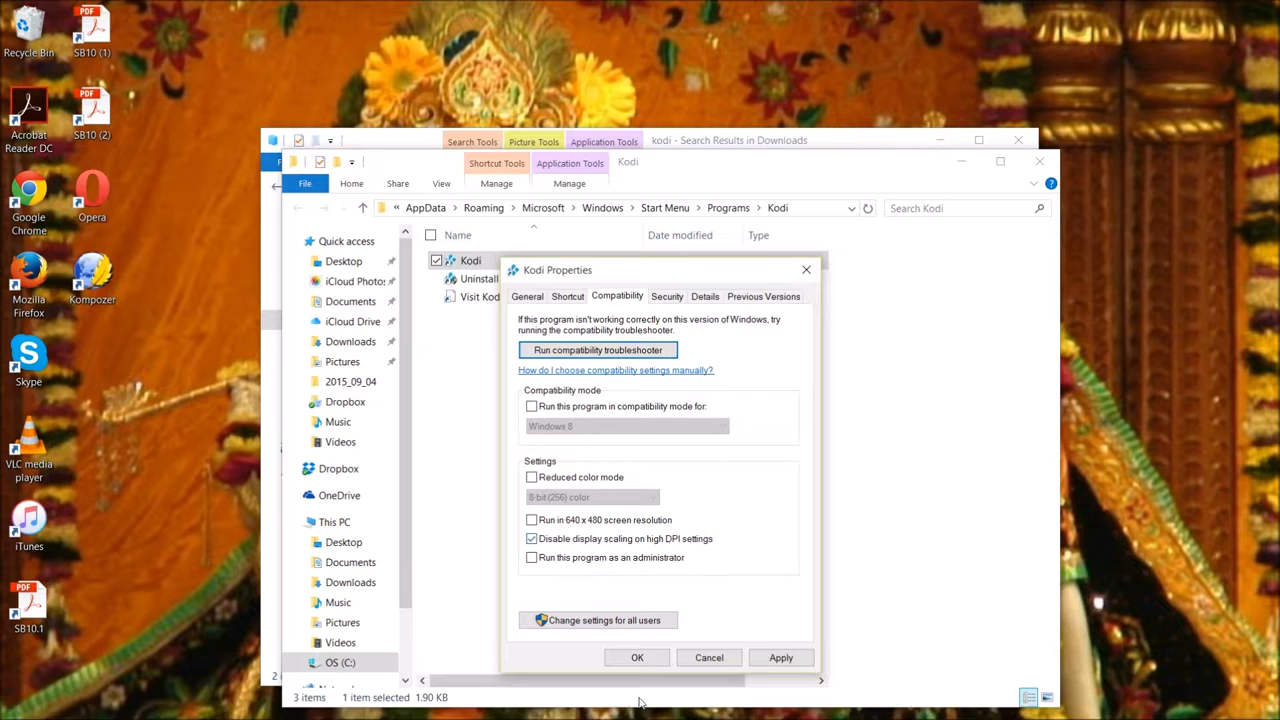 Recycle Bin
SB10 (1)
Acrobat
Reader DC
SB10 (2)
Google
Chrome
Opera
Mozilla
Firefox
Kompozer
Skype
VLC media
player
iTunes
SB10.1
PDF
PDF
PDF
Search Tools
Picture Tools
Application Tools
kodi - Search Results in Downloads
Shortcut Tools
Application Tools
Kodi
File
Home
Share
View
Manage
Manage
« AppData > Roaming > Microsoft > Windows > Start Menu > Programs > Kodi
Search Kodi
Name
Date modified
Type
Quick access
Desktop
iCloud Photos
Documents
iCloud Drive
Downloads
Pictures
2015_09_04
Dropbox
Music
Videos
Dropbox
OneDrive
This PC
Desktop
Documents
Downloads
Music
Pictures
Videos
OS (C:)
Kodi
Uninstall
Visit Kod
Kodi Properties
General
Shortcut
Compatibility
Security
Details
Previous Versions
If this program isn't working correctly on this version of Windows, try
running the compatibility troubleshooter.
Run compatibility troubleshooter
How do I choose compatibility settings manually?
Compatibility mode
Run this program in compatibility mode for:
Windows 8
Settings
Reduced color mode
8-bit (256) color
Run in 640 x 480 screen resolution
Disable display scaling on high DPI settings
Run this program as an administrator
Change settings for all users
OK
Cancel
Apply
3 items
1 item selected 1.90 KB